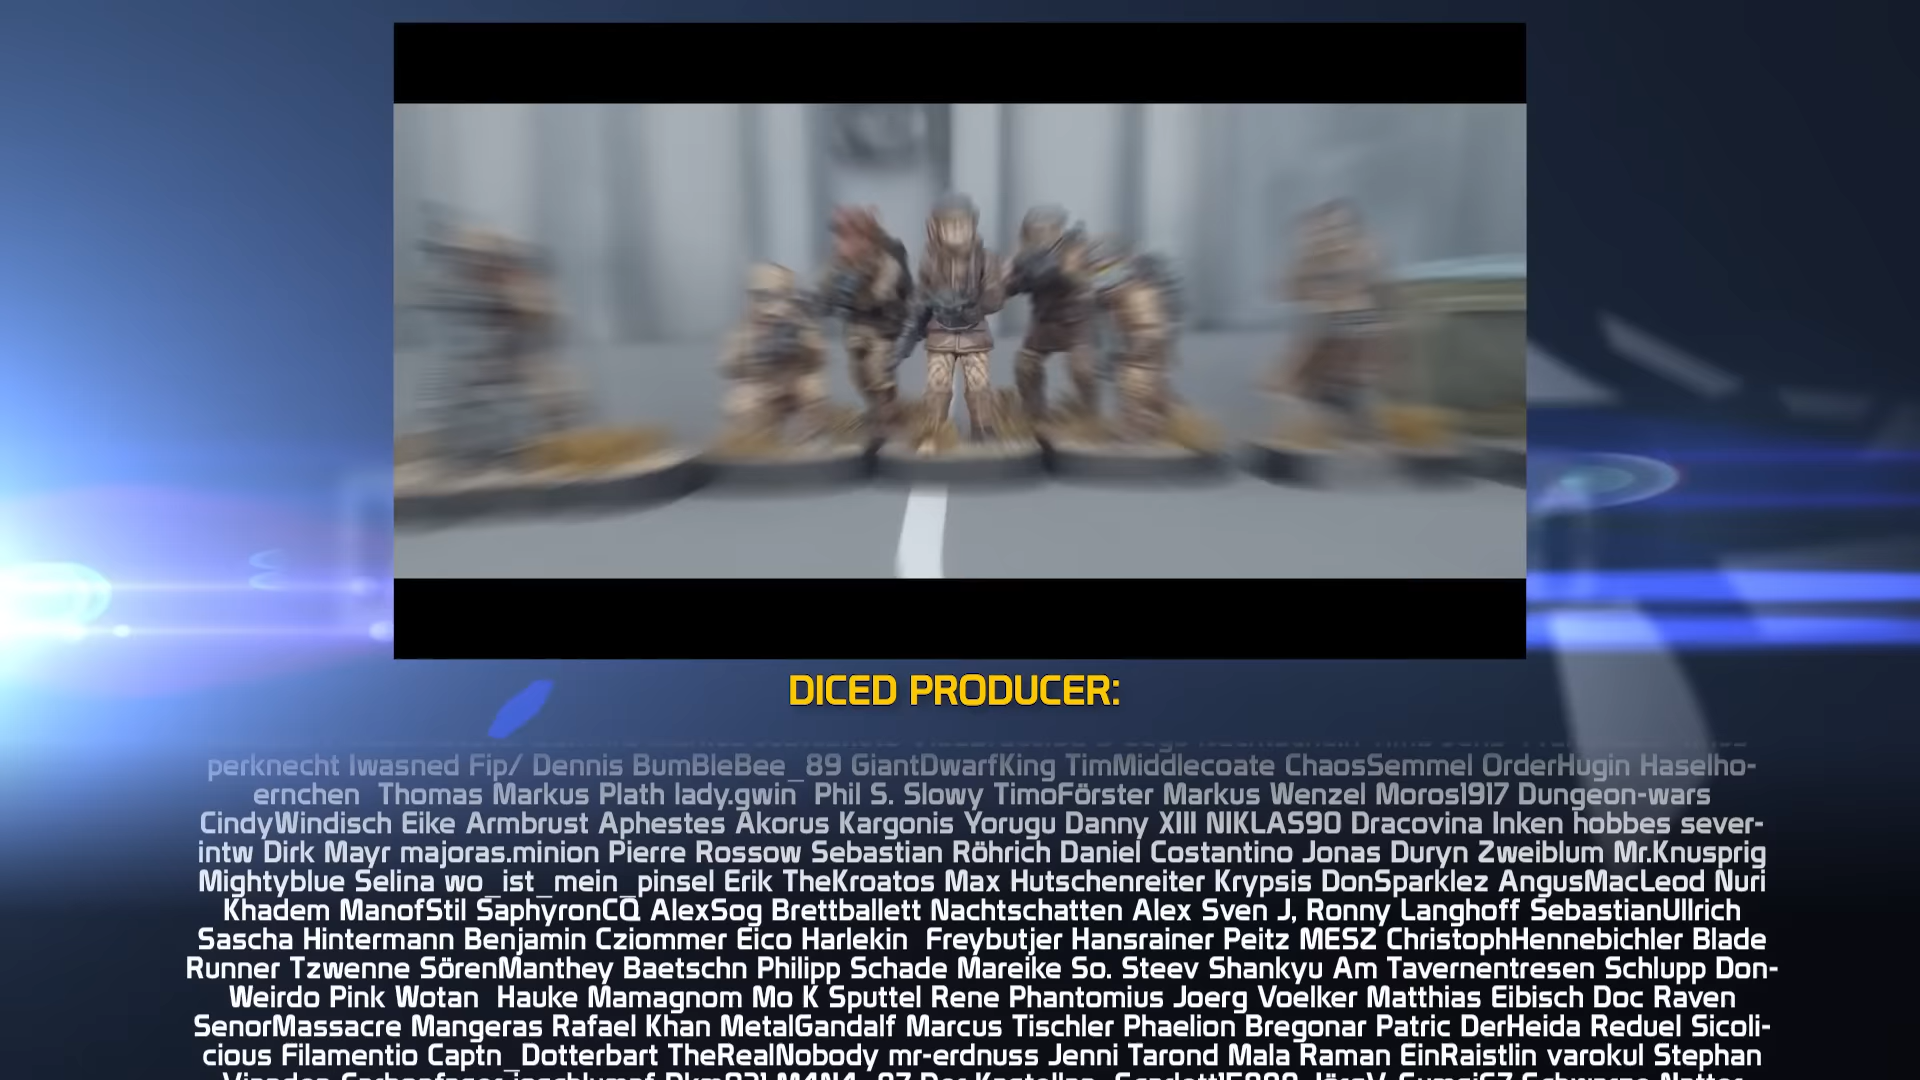 DICED PRODUCER:
perknecht Iwasned Fip/ Dennis BumBleBee_89 GiantDwarfKing TimMiddlecoate ChaosSemmel OrderHugin Haselho-
ernchen Thomas Markus Plath lady.gwin Phil S. Slowy TimoFörster Markus Wenzel Moros1917 Dungeon-wars
CindyWindisch Eike Armbrust Aphestes Akorus Kargonis Yorugu Danny XIII NIKLAS90 Dracovina Inken hobbes sever-
intw Dirk Mayr majoras.minion Pierre Rossow Sebastian Röhrich Daniel Costantino Jonas Duryn Zweiblum Mr.Knusprig
Mightyblue Selina wo_ist_mein_pinsel Erik TheKroatos Max Hutschenreiter Krypsis DonSparklez AngusMacLeod Nuri
Khadem ManofStil SaphyronCQ AlexSog Brettballett Nachtschatten Alex Sven J, Ronny Langhoff SebastianUllrich
Sascha Hintermann Benjamin Cziommer Eico Harlekin Freybutjer Hansrainer Peitz MESZ ChristophHennebichler Blade
Runner Tzwenne SörenManthey Baetschn Philipp Schade Mareike So. Steev Shankyu Am Tavernentresen Schlupp Don-
Weirdo Pink Wotan Hauke Mamagnom Mo K Sputtel Rene Phantomius Joerg Voelker Matthias Eibisch Doc Raven
SenorMassacre Mangeras Rafael Khan MetalGandalf Marcus Tischler Phaelion Bregonar Patric DerHeida Reduel Sicoli-
cious Filamentio Captn_Dotterbart TheRealNobody mr-erdnuss Jenni Tarond Mala Raman EinRaistlin varokul Stephan